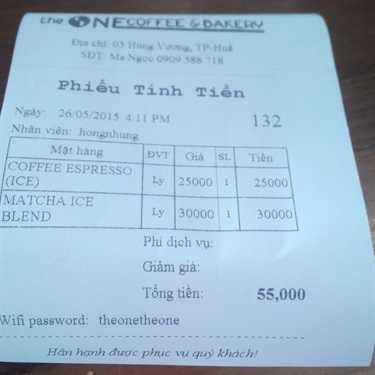 the ONE COFFEE & BAKERY
Địa chỉ: 03 Hùng Vương, TP-Huế
SĐT: Ms Ngọc 0909 588 718
Phiếu Tính Tiền
Ngày: 26/05/2015 4:11 PM 132
Nhân viên: hongnhung
Mặt hàng ĐVT Giá SL Tiền
COFFEE ESPRESSO (ICE) Ly 25000 1 25000
MATCHA ICE BLEND Ly 30000 1 30000
Phí dịch vụ:
Giảm giá:
Tổng tiền: 55,000
Wifi password: theonetheone
Hân hạnh được phục vụ quý khách!